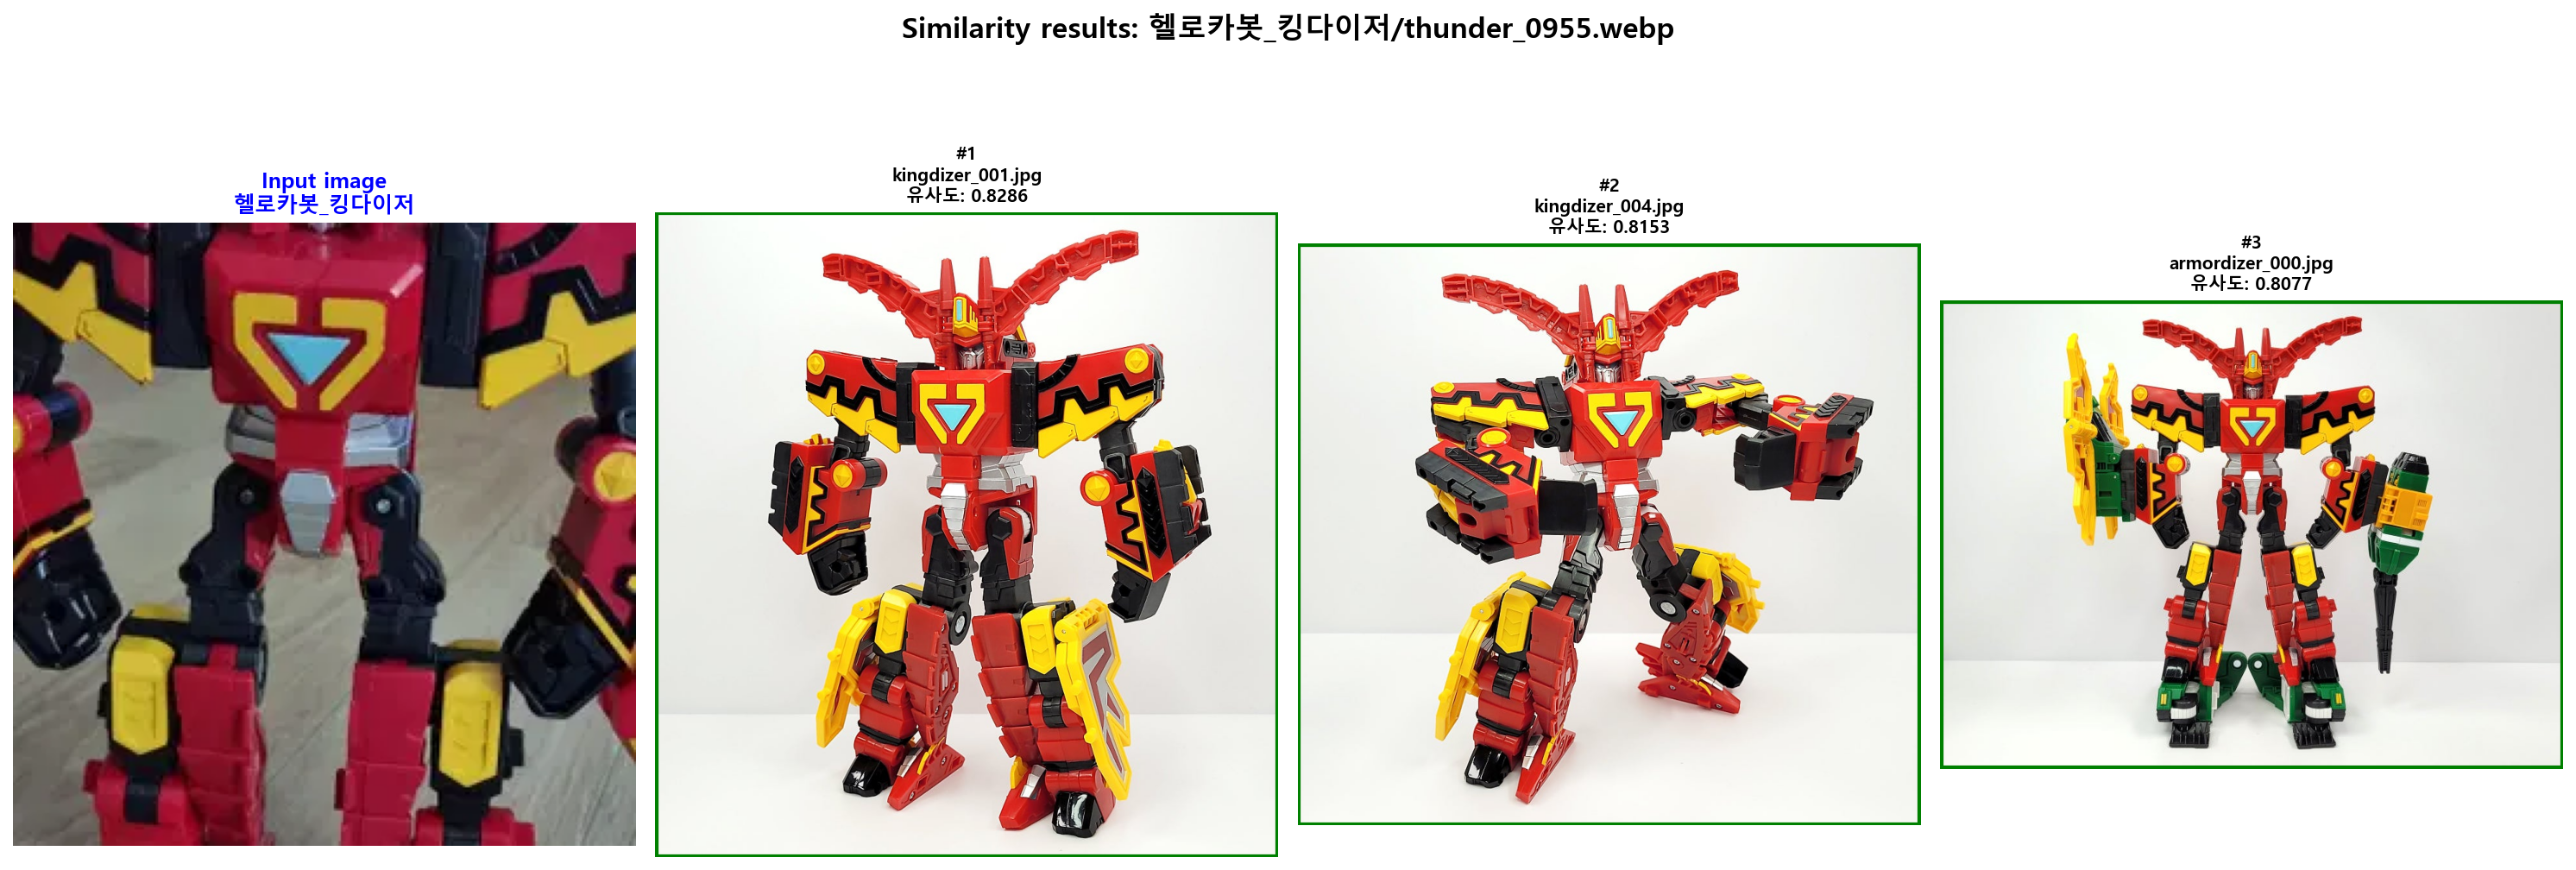 Similarity results: 헬로카봇_킹다이저/thunder_0955.webp
Input image
헬로카봇_킹다이저
#1
kingdizer_001.jpg
유사도: 0.8286
#2
kingdizer_004.jpg
유사도: 0.8153
#3
armordizer_000.jpg
유사도: 0.8077